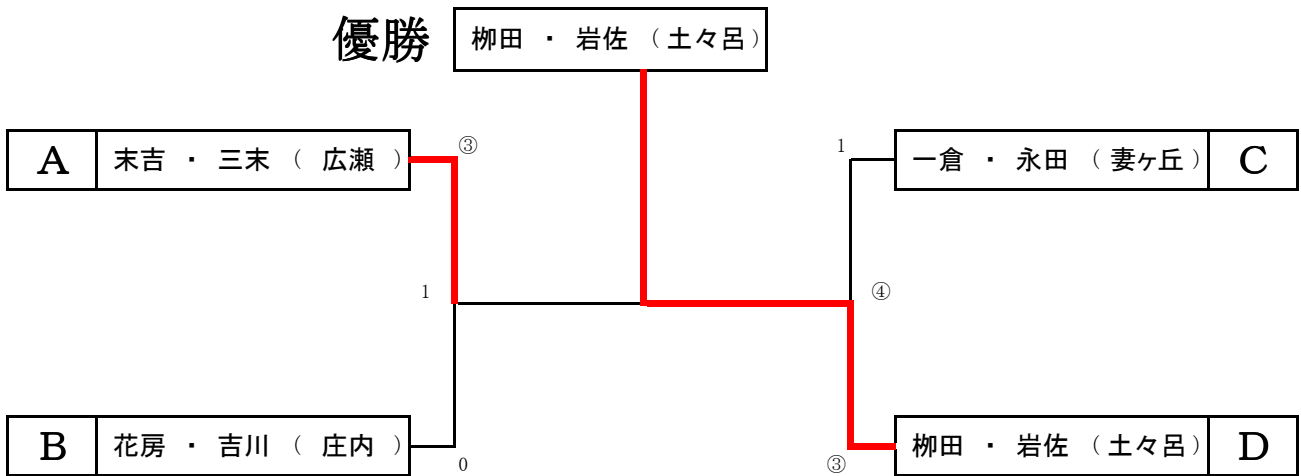 優勝 栁田 ・ 岩佐 （ 土々呂 ）
A 末吉 ・ 三末 （ 広瀬 ） ③ 1 一倉 ・ 永田 （ 妻ヶ丘 ） C
1 ④
B 花房 ・ 吉川 （ 庄内 ） 0 ③ 栁田 ・ 岩佐 （ 土々呂 ） D